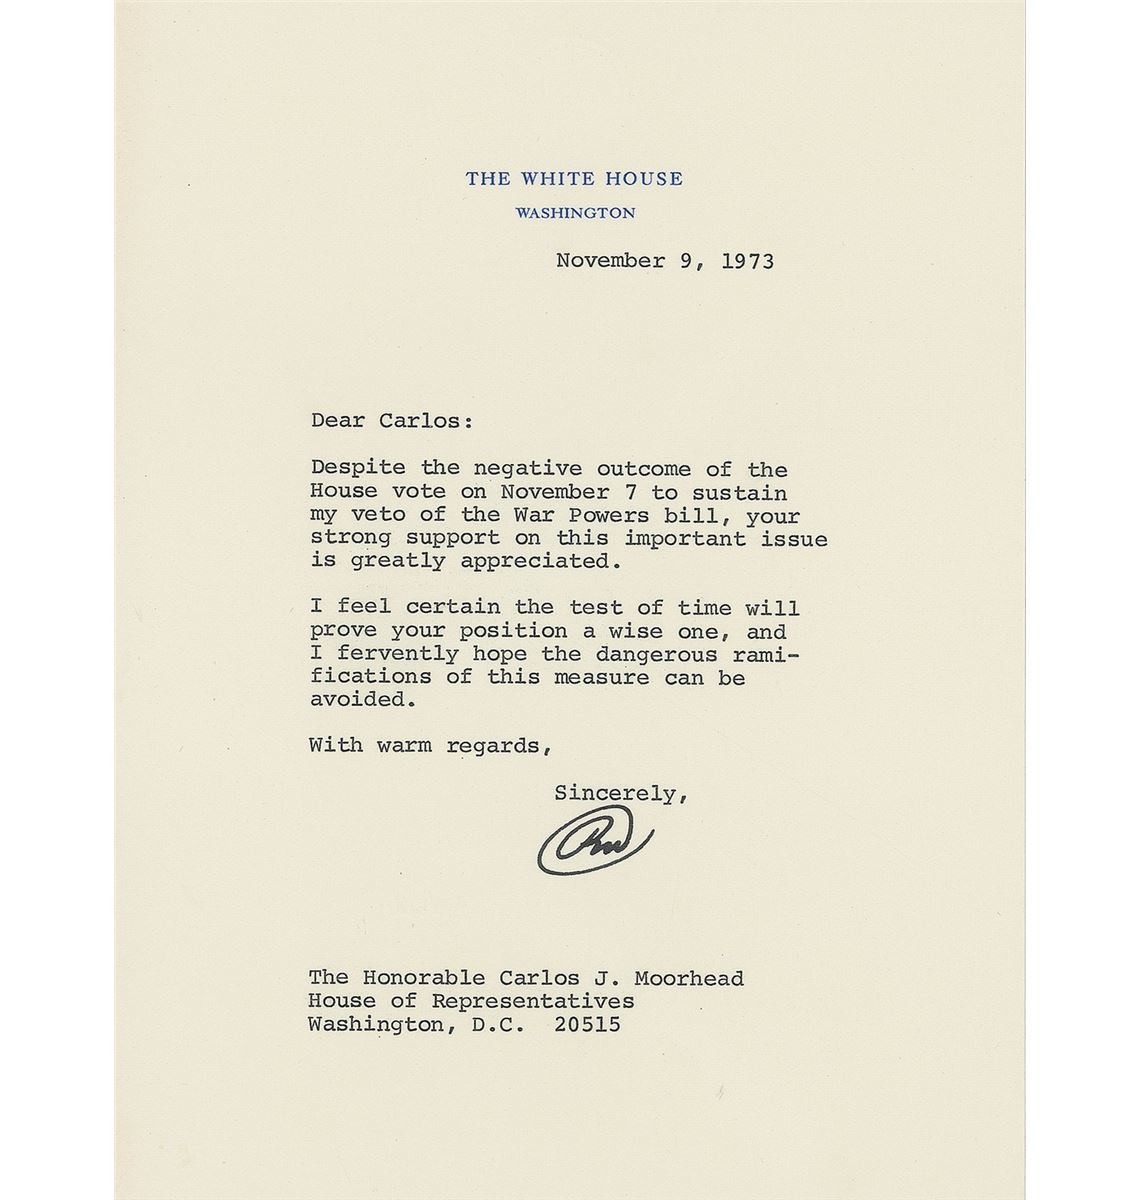 THE WHITE HOUSE
WASHINGTON
November 9, 1973
Dear Carlos:
Despite the negative outcome of the
House vote on November 7 to sustain
my veto of the War Powers bill, your
strong support on this important issue
is greatly appreciated.
I feel certain the test of time will
prove your position a wise one, and
I fervently hope the dangerous rami-
fications of this measure can be
avoided.
With warm regards,
Sincerely,
The Honorable Carlos J. Moorhead
House of Representatives
Washington, D.C.  20515